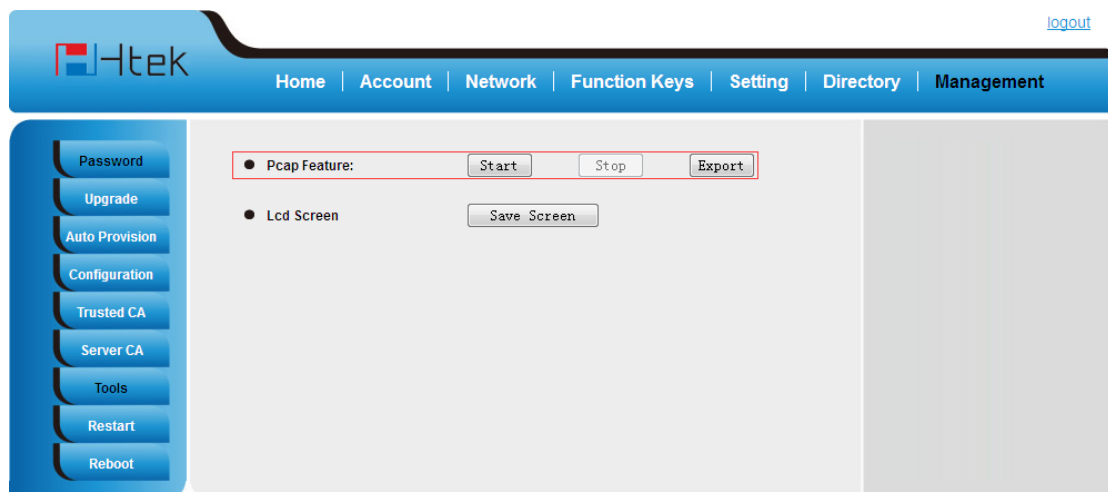 logout
Htek
Home | Account | Network | Function Keys | Setting | Directory | Management
Password
Upgrade
Auto Provision
Configuration
Trusted CA
Server CA
Tools
Restart
Reboot
Pcap Feature: Start Stop Export
Lcd Screen Save Screen